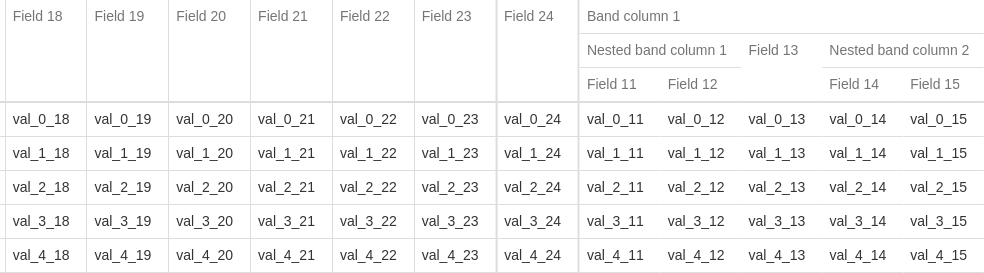 Field 18 Field 19 Field 20 Field 21 Field 22 Field 23 Field 24 Band column 1
Nested band column 1 Field 13 Nested band column 2
Field 11 Field 12 Field 14 Field 15
val_0_18 val_0_19 val_0_20 val_0_21 val_0_22 val_0_23 val_0_24 val_0_11 val_0_12 val_0_13 val_0_14 val_0_15
val_1_18 val_1_19 val_1_20 val_1_21 val_1_22 val_1_23 val_1_24 val_1_11 val_1_12 val_1_13 val_1_14 val_1_15
val_2_18 val_2_19 val_2_20 val_2_21 val_2_22 val_2_23 val_2_24 val_2_11 val_2_12 val_2_13 val_2_14 val_2_15
val_3_18 val_3_19 val_3_20 val_3_21 val_3_22 val_3_23 val_3_24 val_3_11 val_3_12 val_3_13 val_3_14 val_3_15
val_4_18 val_4_19 val_4_20 val_4_21 val_4_22 val_4_23 val_4_24 val_4_11 val_4_12 val_4_13 val_4_14 val_4_15